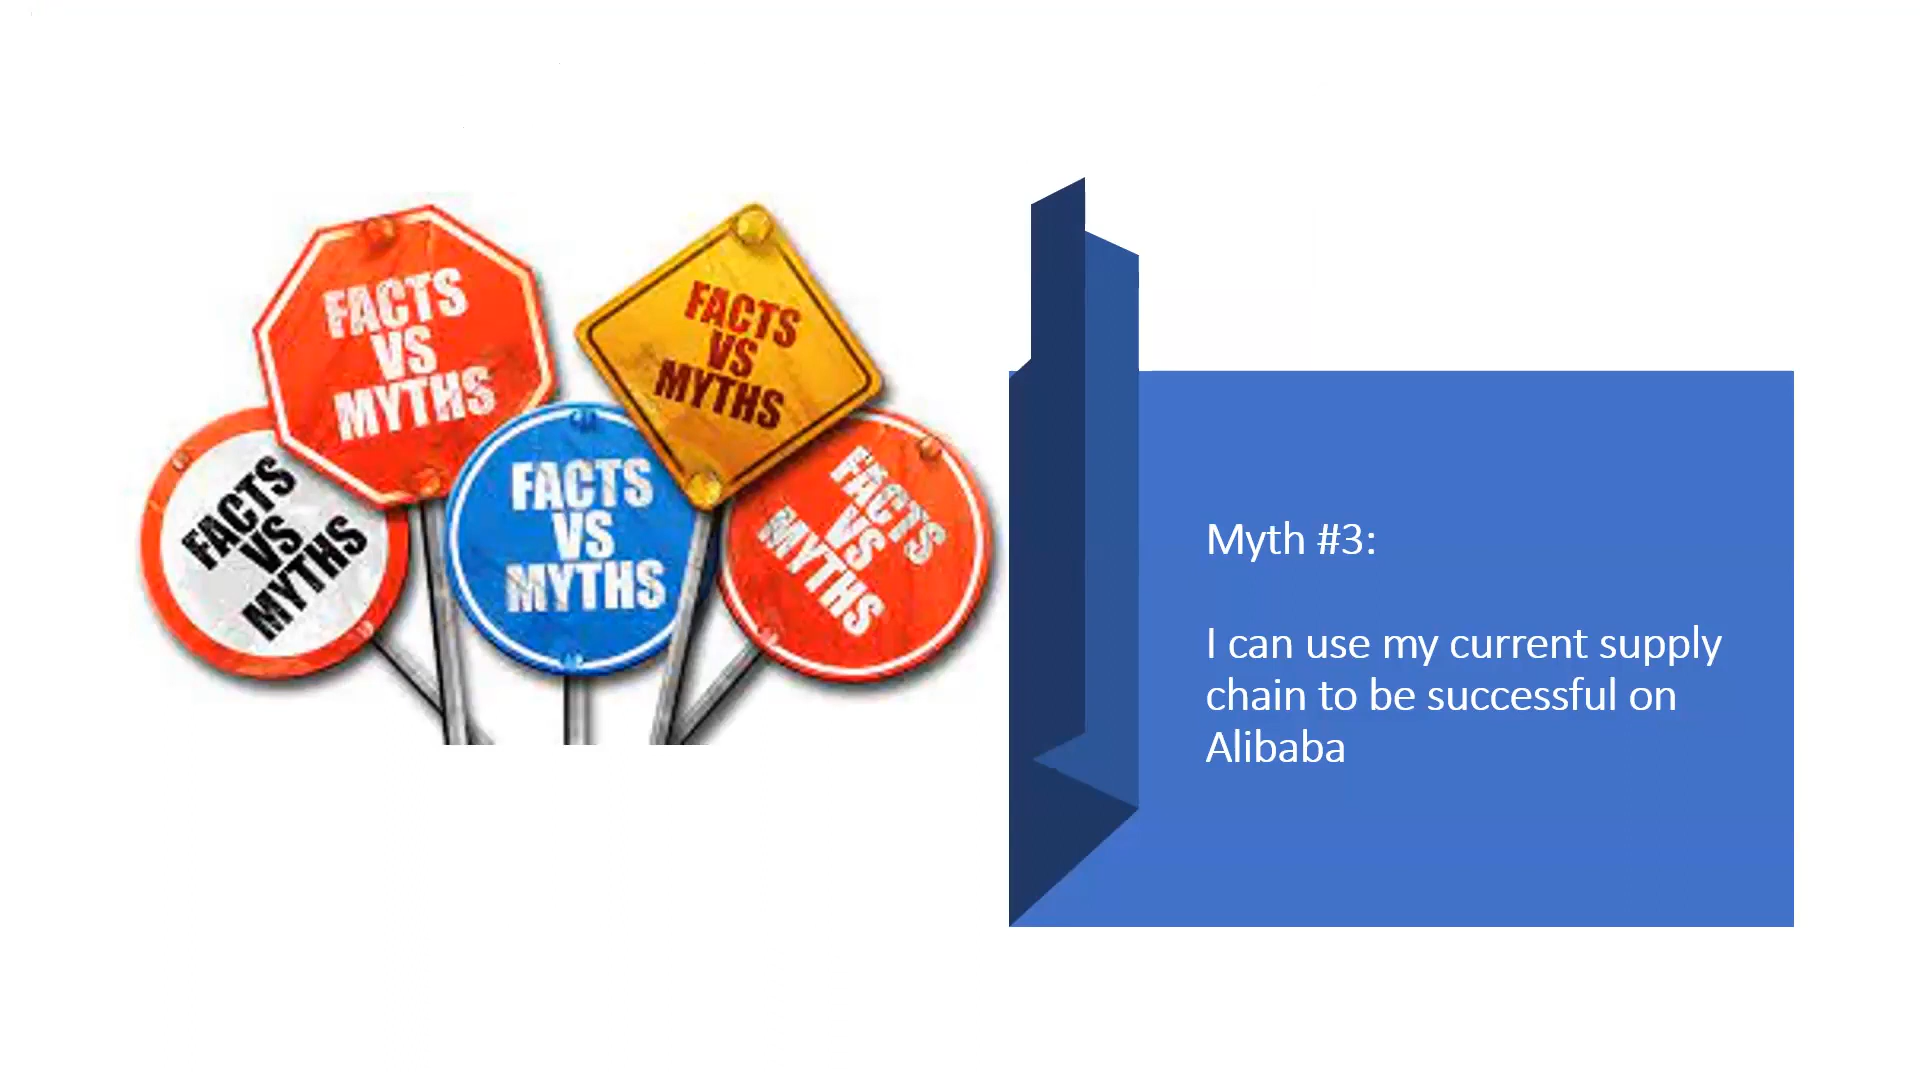 FACTS
VS
MYTHS
FACTS
VS
MYTHS
FACTS
VS
MYTHS
FACTS
VS
MYTHS
FACTS
VS
MYTHS
Myth #3:
I can use my current supply
chain to be successful on
Alibaba